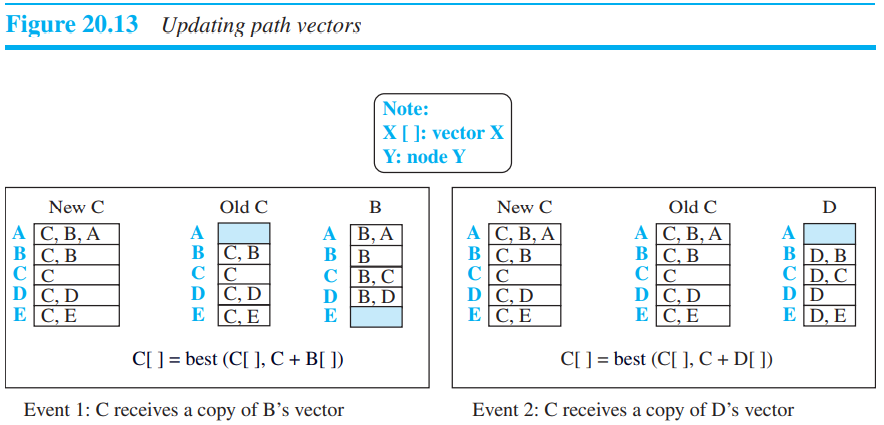 Figure 20.13 Updating path vectors
Note:
X [ ]: vector X
Y: node Y
New C Old C B
A C, B, A A A B, A
B C, B B C, B B B
C C C C C B, C
D C, D D C, D D B, D
E C, E E C, E E
C[ ] = best (C[ ], C + B[ ])
Event 1: C receives a copy of B's vector
New C Old C D
A C, B, A A C, B, A A
B C, B B C, B B D, B
C C C C C D, C
D C, D D C, D D D
E C, E E C, E E D, E
C[ ] = best (C[ ], C + D[ ])
Event 2: C receives a copy of D's vector